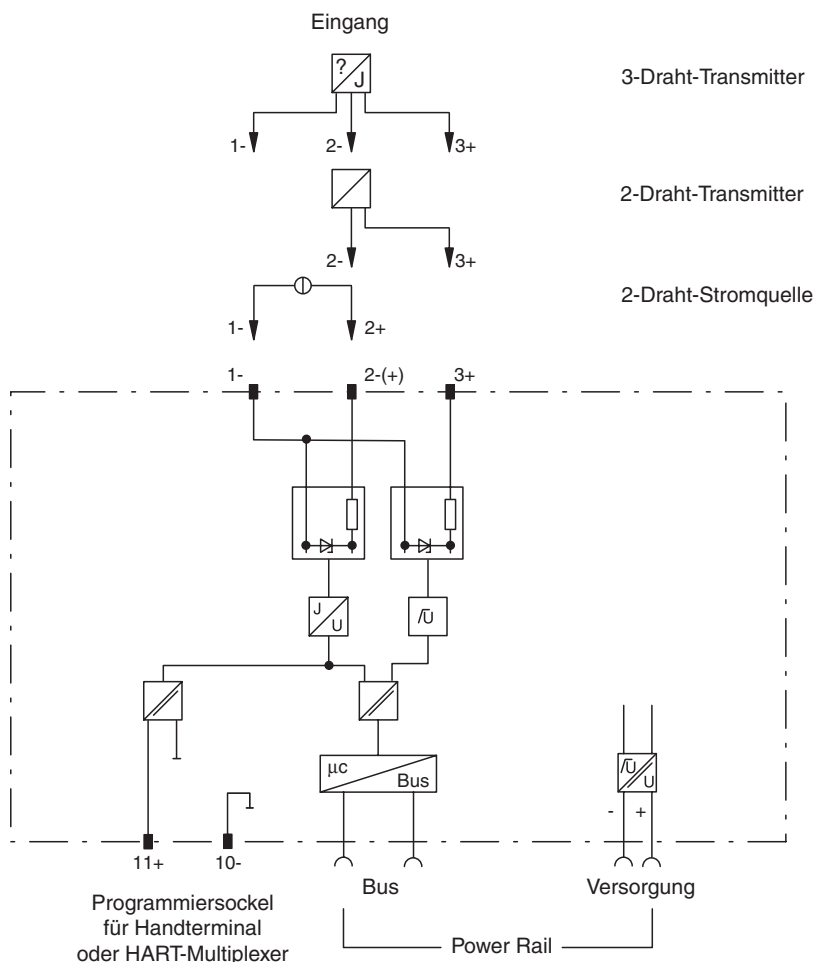 Eingang
?
J
3-Draht-Transmitter
1-
2-
3+
2-Draht-Transmitter
2-
3+
2-Draht-Stromquelle
1-
2+
1-
2-(+)
3+
J
U
/Ū
µc
Bus
/Ū
U
-
+
11+
10-
Bus
Versorgung
Programmiersockel
für Handterminal
oder HART-Multiplexer
Power Rail